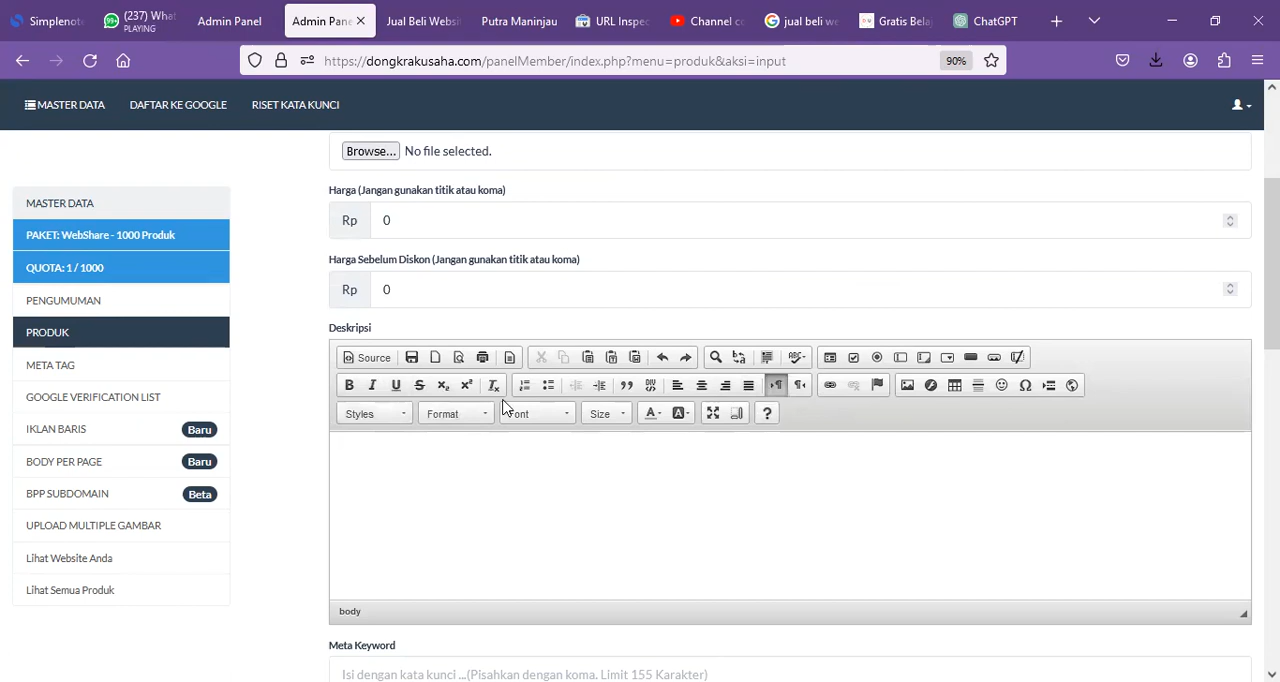 Simplenot
(237) What
PLAYING
Admin Panel
Admin Pane
Jual Beli Websi
Putra Maninjau
URL Inspec
Channel co
jual beli we
Gratis Bela
ChatGPT
https://dongkrakusaha.com/panelMember/index.php?menu=produk&aksi=input
90%
MASTER DATA
DAFTAR KE GOOGLE
RISET KATA KUNCI
Browse...
No file selected.
Harga (Jangan gunakan titik atau koma)
Rp
0
Harga Sebelum Diskon (Jangan gunakan titik atau koma)
Rp
0
Deskripsi
Source
Styles
Format
Size
body
Meta Keyword
Isi dengan kata kunci ...(Pisahkan dengan koma. Limit 155 Karakter)
MASTER DATA
PAKET: WebShare - 1000 Produk
QUOTA: 1 / 1000
PENGUMUMAN
PRODUK
META TAG
GOOGLE VERIFICATION LIST
IKLAN BARIS
Baru
BODY PER PAGE
Baru
BPP SUBDOMAIN
Beta
UPLOAD MULTIPLE GAMBAR
Lihat Website Anda
Lihat Semua Produk